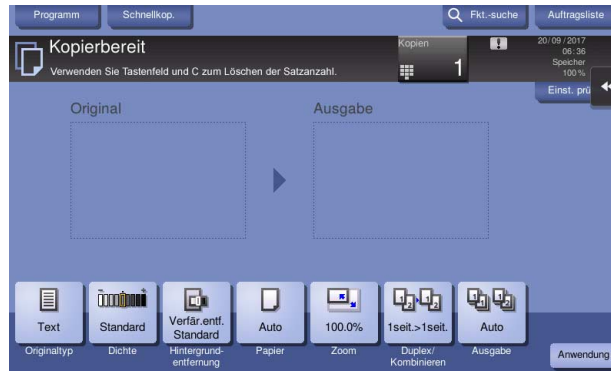 Programm
Schnellkop.
Fkt.-suche
Auftragsliste
Kopierbereit
Verwenden Sie Tastenfeld und C zum Löschen der Satzanzahl.
Kopien
1
20/09/2017
06:36
Speicher
100 %
Einst. prü
Original
Ausgabe
Text
Standard
Verfär.entf.
Standard
Auto
100.0%
1seit.>1seit.
Auto
Originaltyp
Dichte
Hintergrund-
entfernung
Papier
Zoom
Duplex/
Kombinieren
Ausgabe
Anwendung